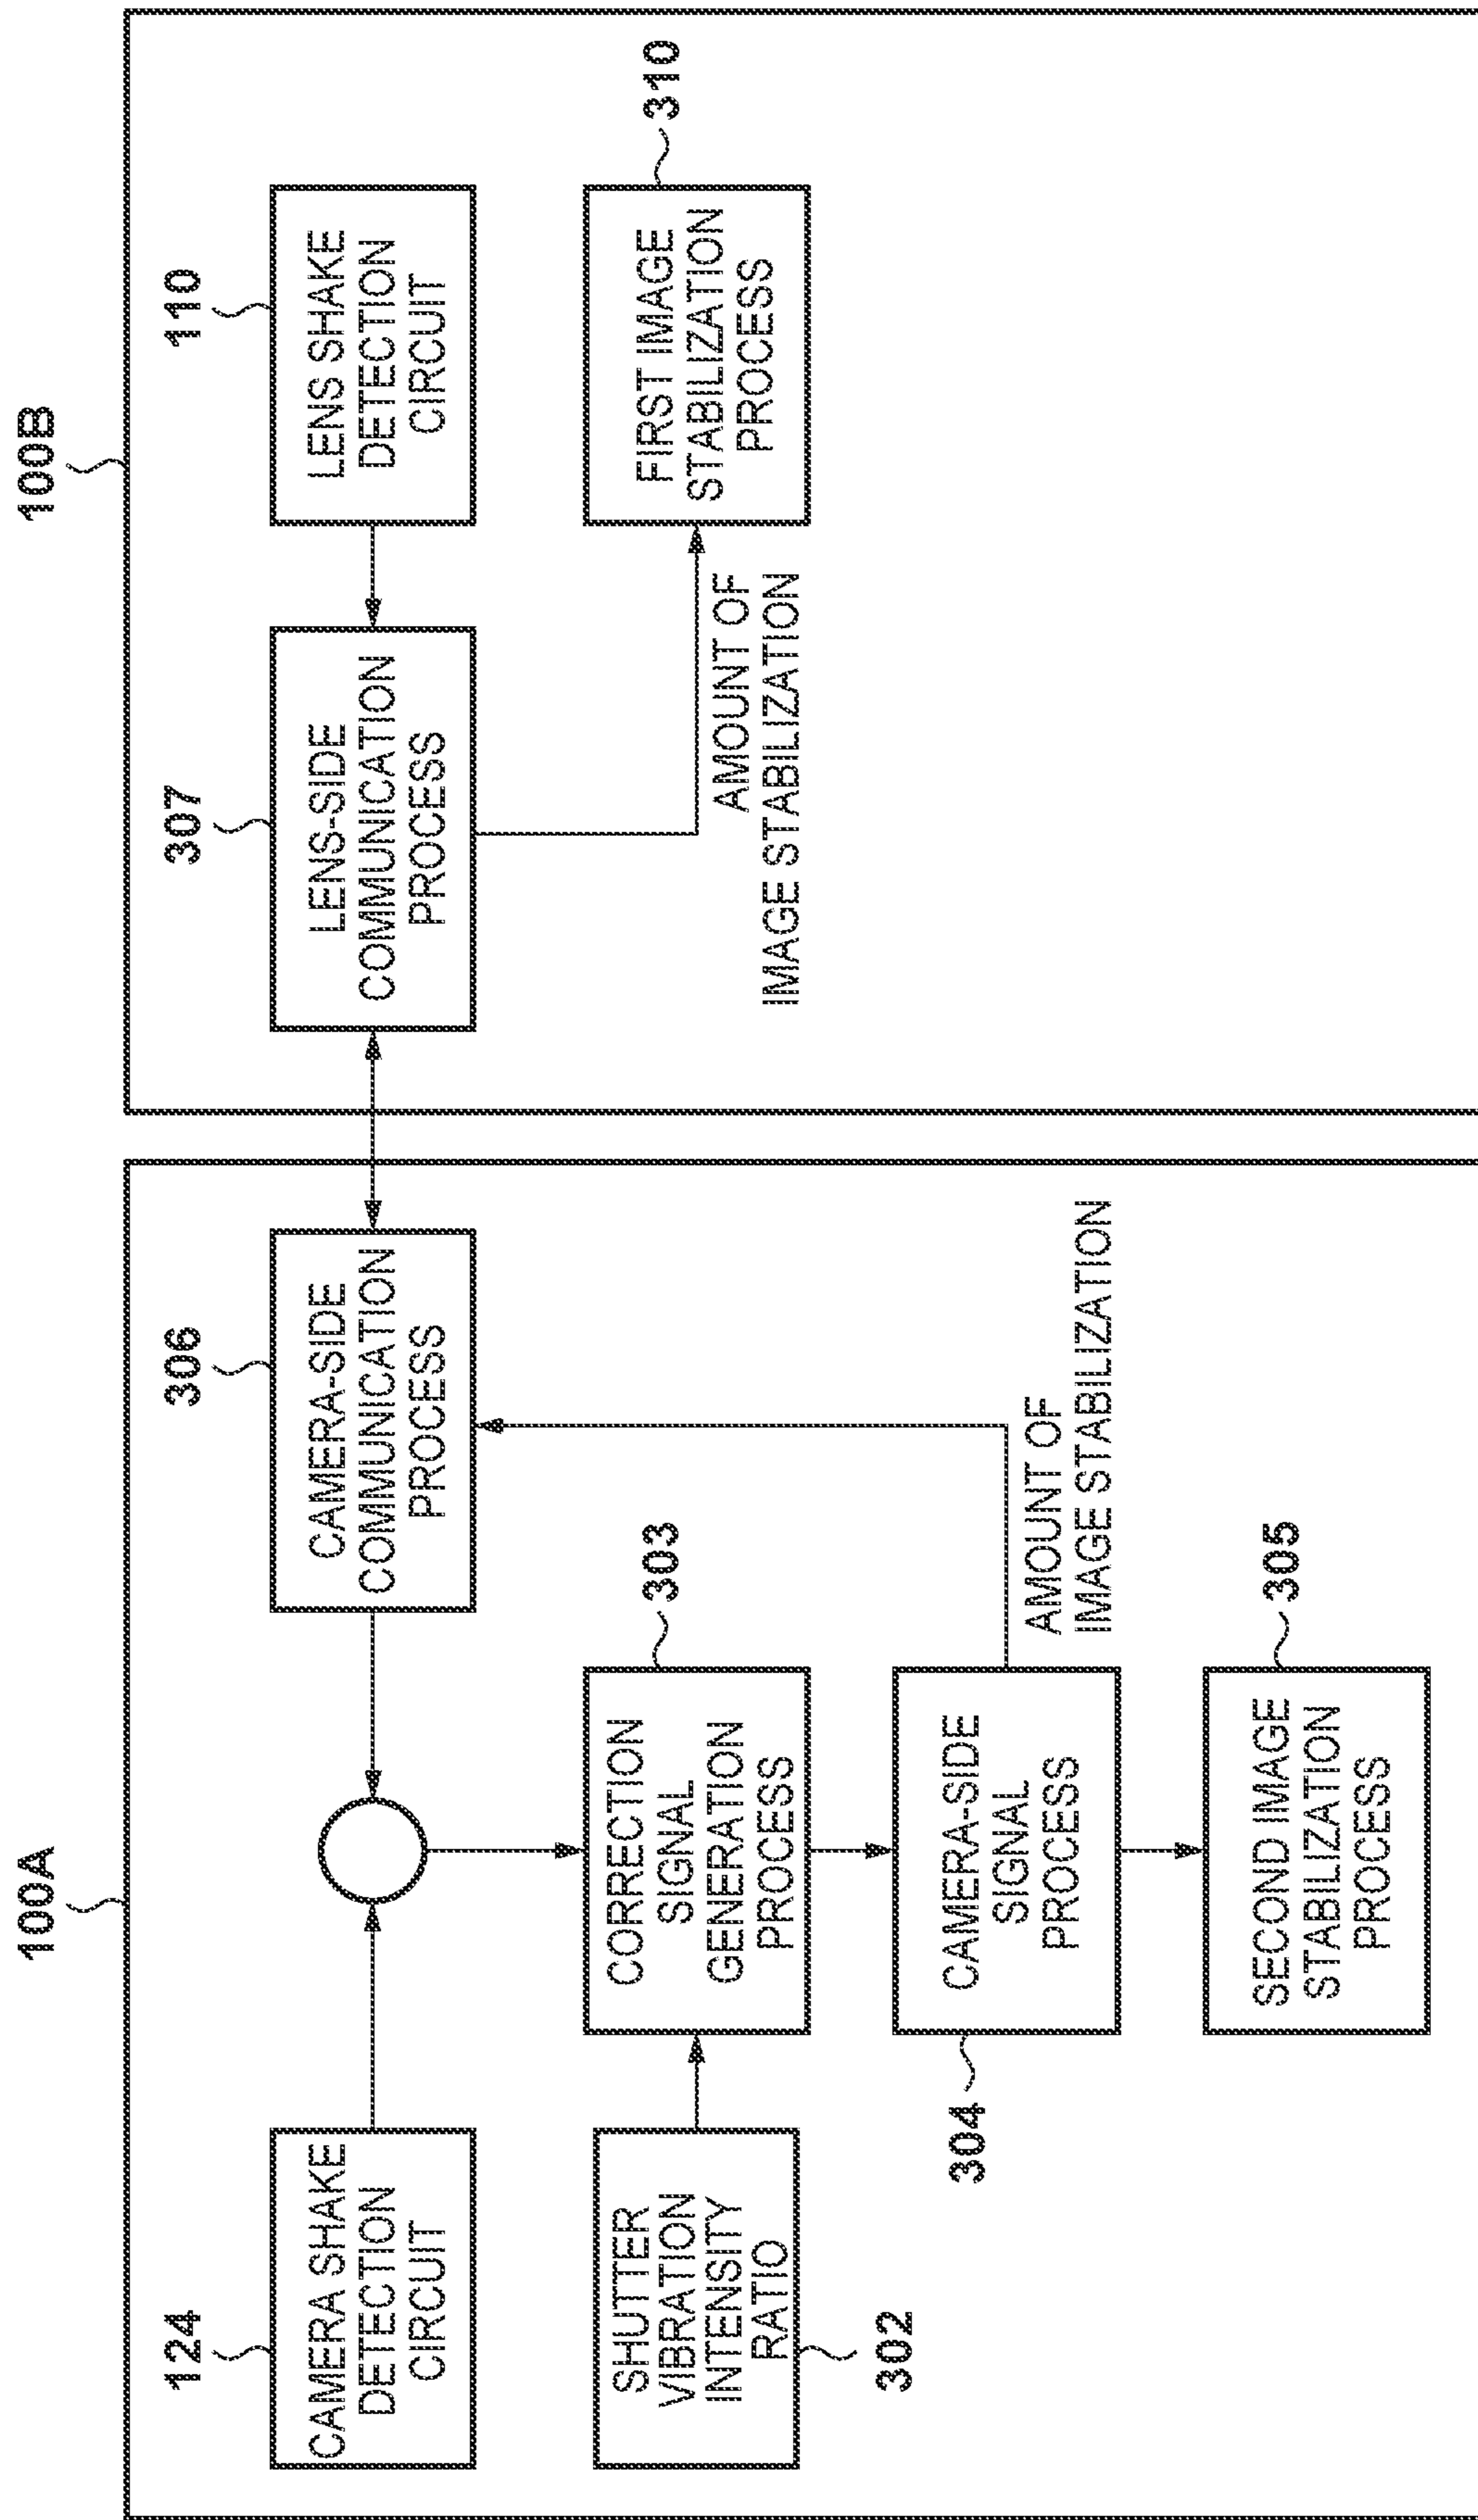 100A
100B
124
CAMERA SHAKE
DETECTION
CIRCUIT
306
CAMERA-SIDE
COMMUNICATION
PROCESS
307
LENS-SIDE
COMMUNICATION
PROCESS
110
LENS SHAKE
DETECTION
CIRCUIT
SHUTTER
VIBRATION
INTENSITY
RATIO
302
303
CORRECTION
SIGNAL
GENERATION
PROCESS
310
FIRST IMAGE
STABILIZATION
PROCESS
AMOUNT OF
IMAGE STABILIZATION
304
CAMERA-SIDE
SIGNAL
PROCESS
AMOUNT OF
IMAGE STABILIZATION
305
SECOND IMAGE
STABILIZATION
PROCESS